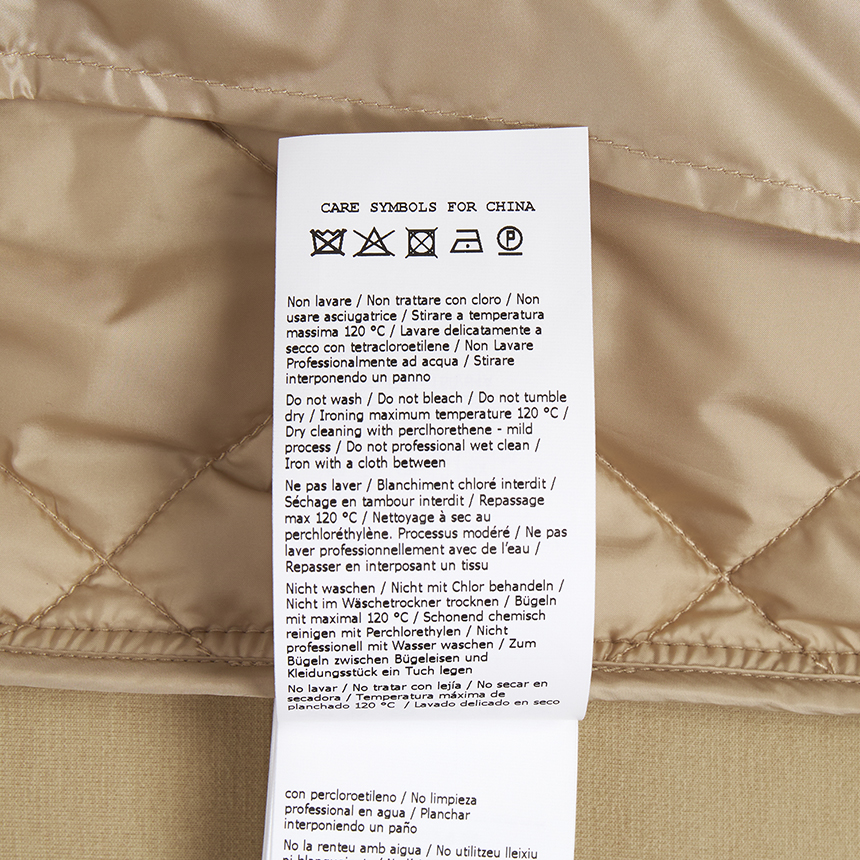 CARE SYMBOLS FOR CHINA
P
Non lavare / Non trattare con cloro / Non
usare asciugatrice / Stirare a temperatura
massima 120 °C / Lavare delicatamente a
secco con tetracloroetilene / Non Lavare
Professionalmente ad acqua / Stirare
interponendo un panno
Do not wash / Do not bleach / Do not tumble
dry / Ironing maximum temperature 120 °C /
Dry cleaning with perclhorethene - mild
process / Do not professional wet clean /
Iron with a cloth between
Ne pas laver / Blanchiment chloré interdit /
Séchage en tambour interdit / Repassage
max 120 °C / Nettoyage à sec au
perchloréthylène. Processus modéré / Ne pas
laver professionnellement avec de l'eau /
Repasser en interposant un tissu
Nicht waschen / Nicht mit Chlor behandeln /
Nicht im Wäschetrockner trocknen / Bügeln
mit maximal 120 °C / Schonend chemisch
reinigen mit Perchlorethylen / Nicht
professionell mit Wasser waschen / Zum
Bügeln zwischen Bügeleisen und
Kleidungsstück ein Tuch legen
No lavar / No tratar con lejía / No secar en
secadora / Temperatura máxima de
planchado 120 °C / Lavado delicado en seco
con percloroetileno / No limpieza
professional en agua / Planchar
interponiendo un paño
No la renteu amb aigua / No utilitzeu lleixiu